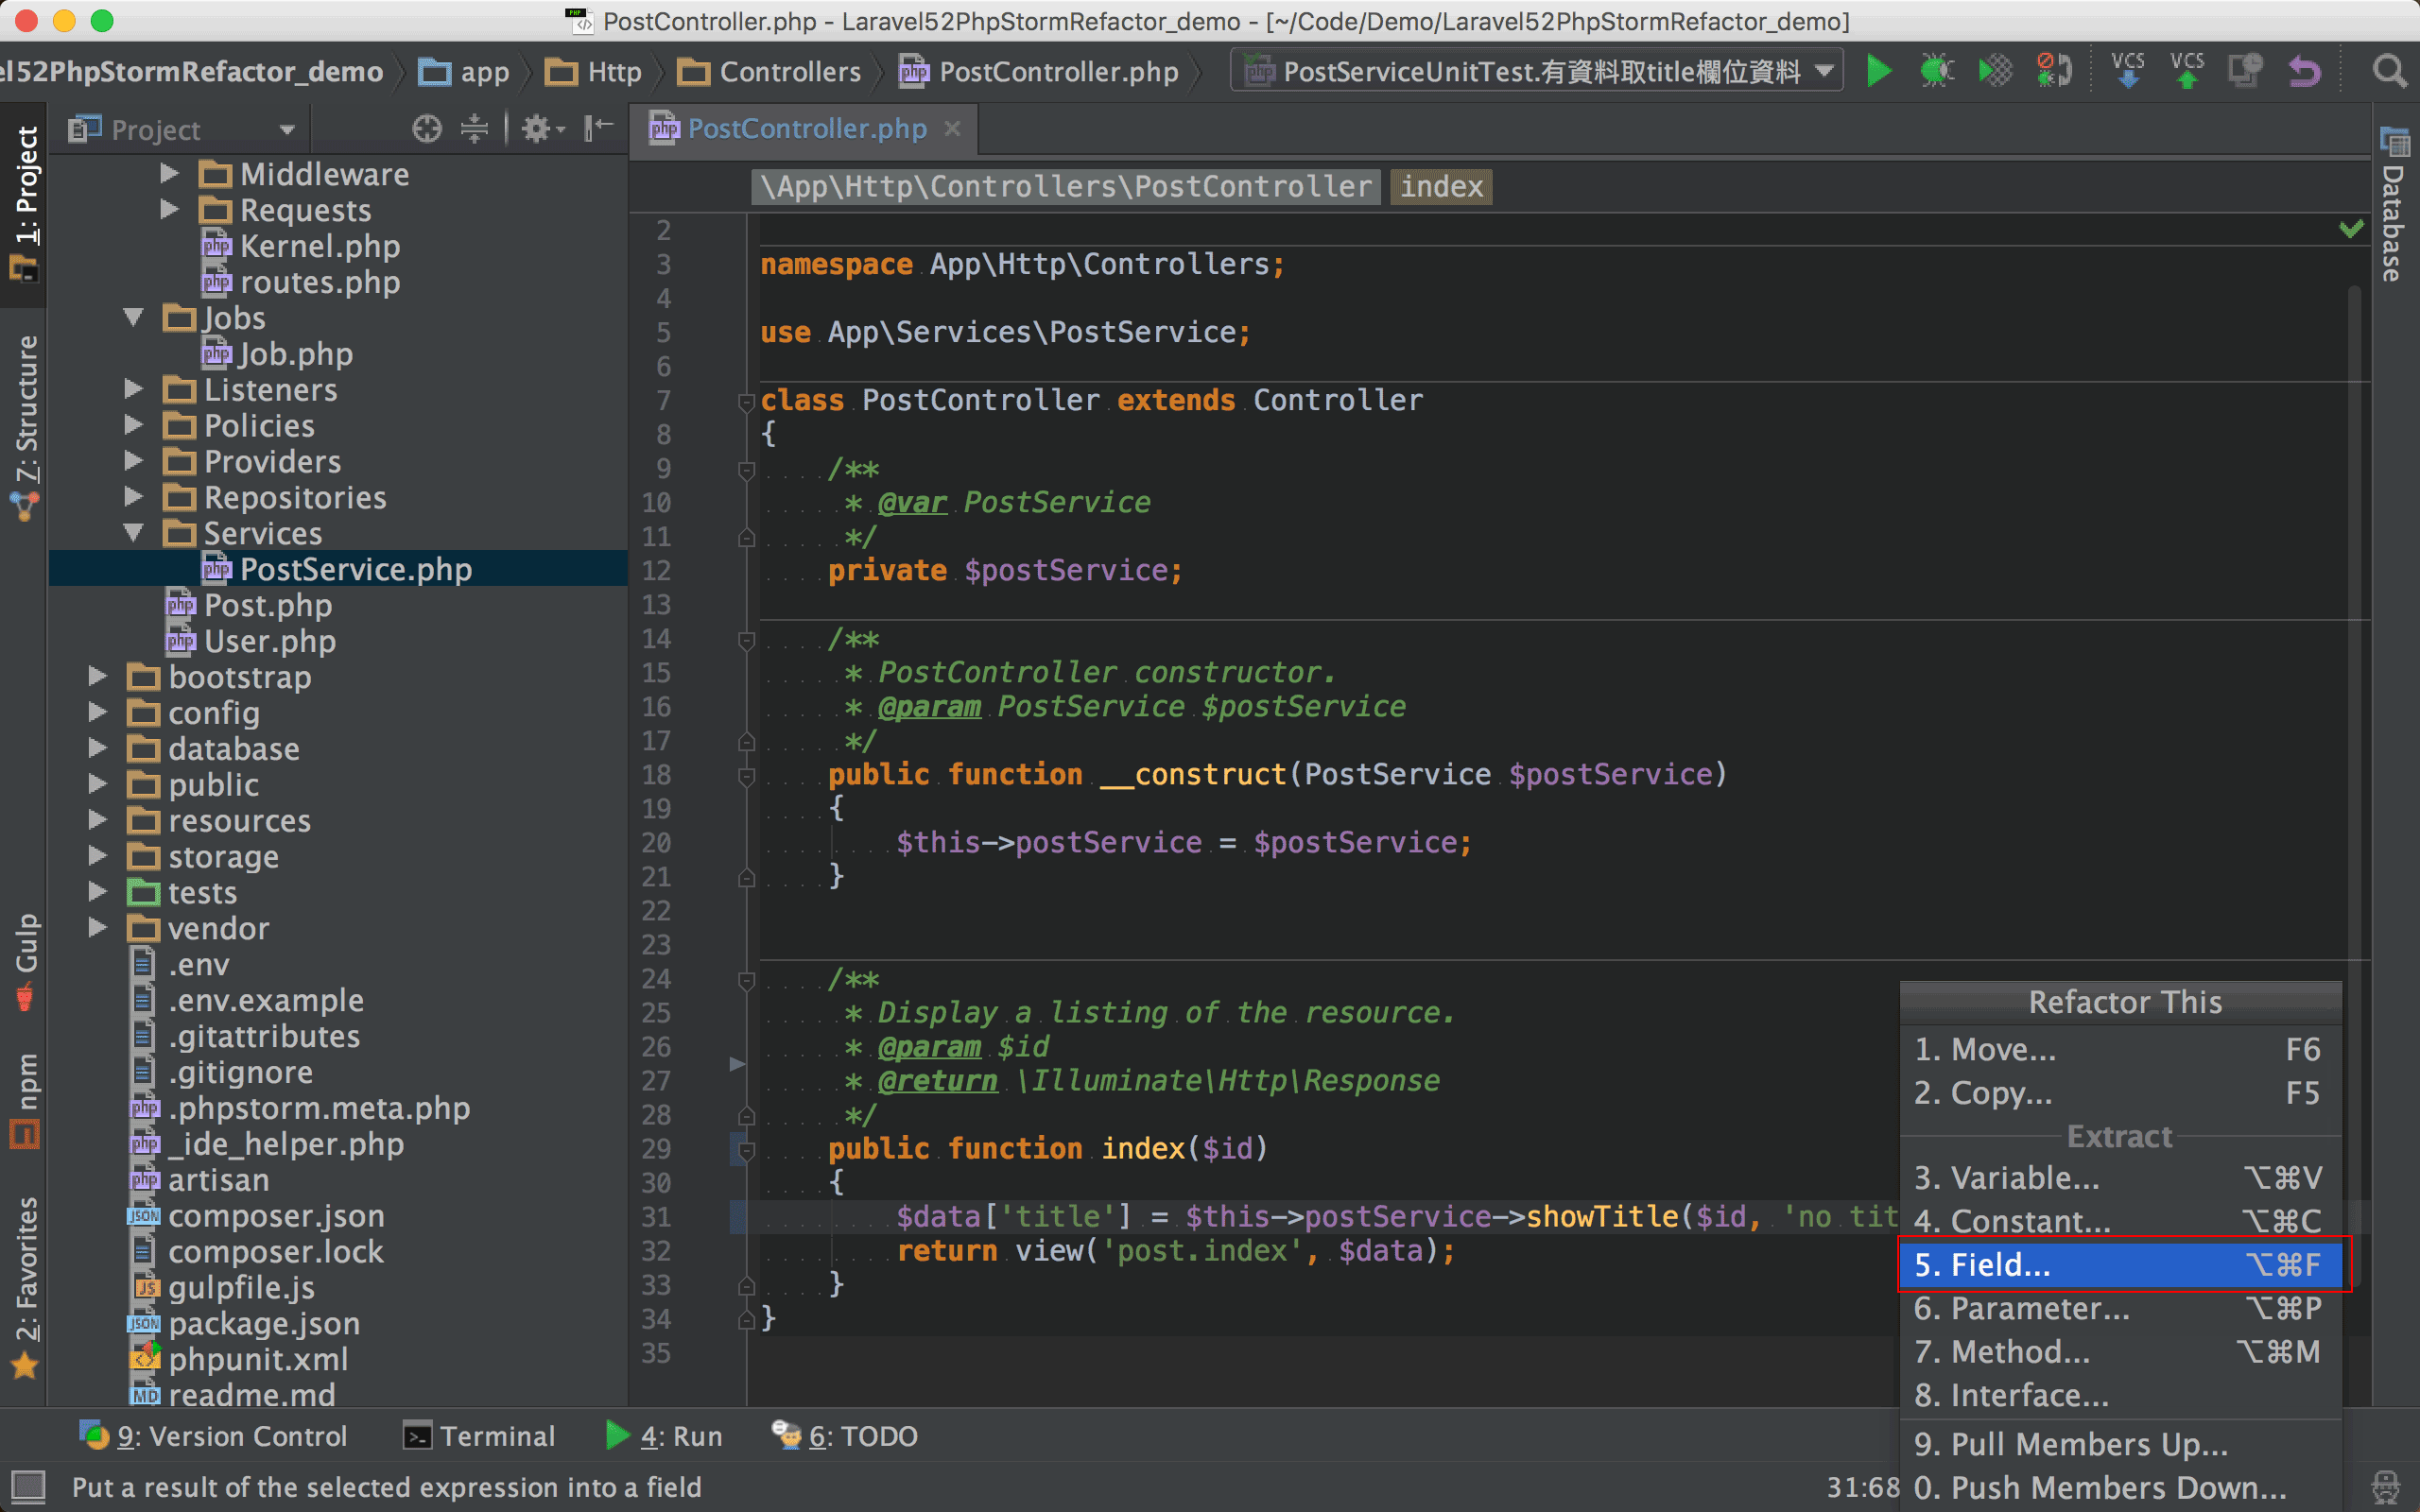 PostController.php - Laravel52PhpStormRefactor_demo - [~/Code/Demo/Laravel52PhpStormRefactor_demo]
el52PhpStormRefactor_demo app Http Controllers PostController.php PostServiceUnitTest.有資料取title欄位資料 VCS VCS
1: Project
7: Structure
Gulp
npm
2: Favorites
Project
Middleware
Requests
Kernel.php
routes.php
Jobs
Job.php
Listeners
Policies
Providers
Repositories
Services
PostService.php
Post.php
User.php
bootstrap
config
database
public
resources
storage
tests
vendor
.env
.env.example
.gitattributes
.gitignore
.phpstorm.meta.php
_ide_helper.php
artisan
composer.json
composer.lock
gulpfile.js
package.json
phpunit.xml
readme.md
PostController.php
\App\Http\Controllers\PostController index
2
3 namespace App\Http\Controllers;
4
5 use App\Services\PostService;
6
7 class PostController extends Controller
8 {
9 /**
10 * @var PostService
11 */
12 private $postService;
13
14 /**
15 * PostController constructor.
16 * @param PostService $postService
17 */
18 public function __construct(PostService $postService)
19 {
20 $this->postService = $postService;
21 }
22
23
24 /**
25 * Display a listing of the resource.
26 * @param $id
27 * @return \Illuminate\Http\Response
28 */
29 public function index($id)
30 {
31 $data['title'] = $this->postService->showTitle($id, 'no tit
32 return view('post.index', $data);
33 }
34 }
35
Database
Refactor This
1. Move... F6
2. Copy... F5
Extract
3. Variable... ⌥⌘V
4. Constant... ⌥⌘C
5. Field... ⌥⌘F
6. Parameter... ⌥⌘P
7. Method... ⌥⌘M
8. Interface...
9. Pull Members Up...
0. Push Members Down...
9: Version Control Terminal 4: Run 6: TODO
Put a result of the selected expression into a field 31:68